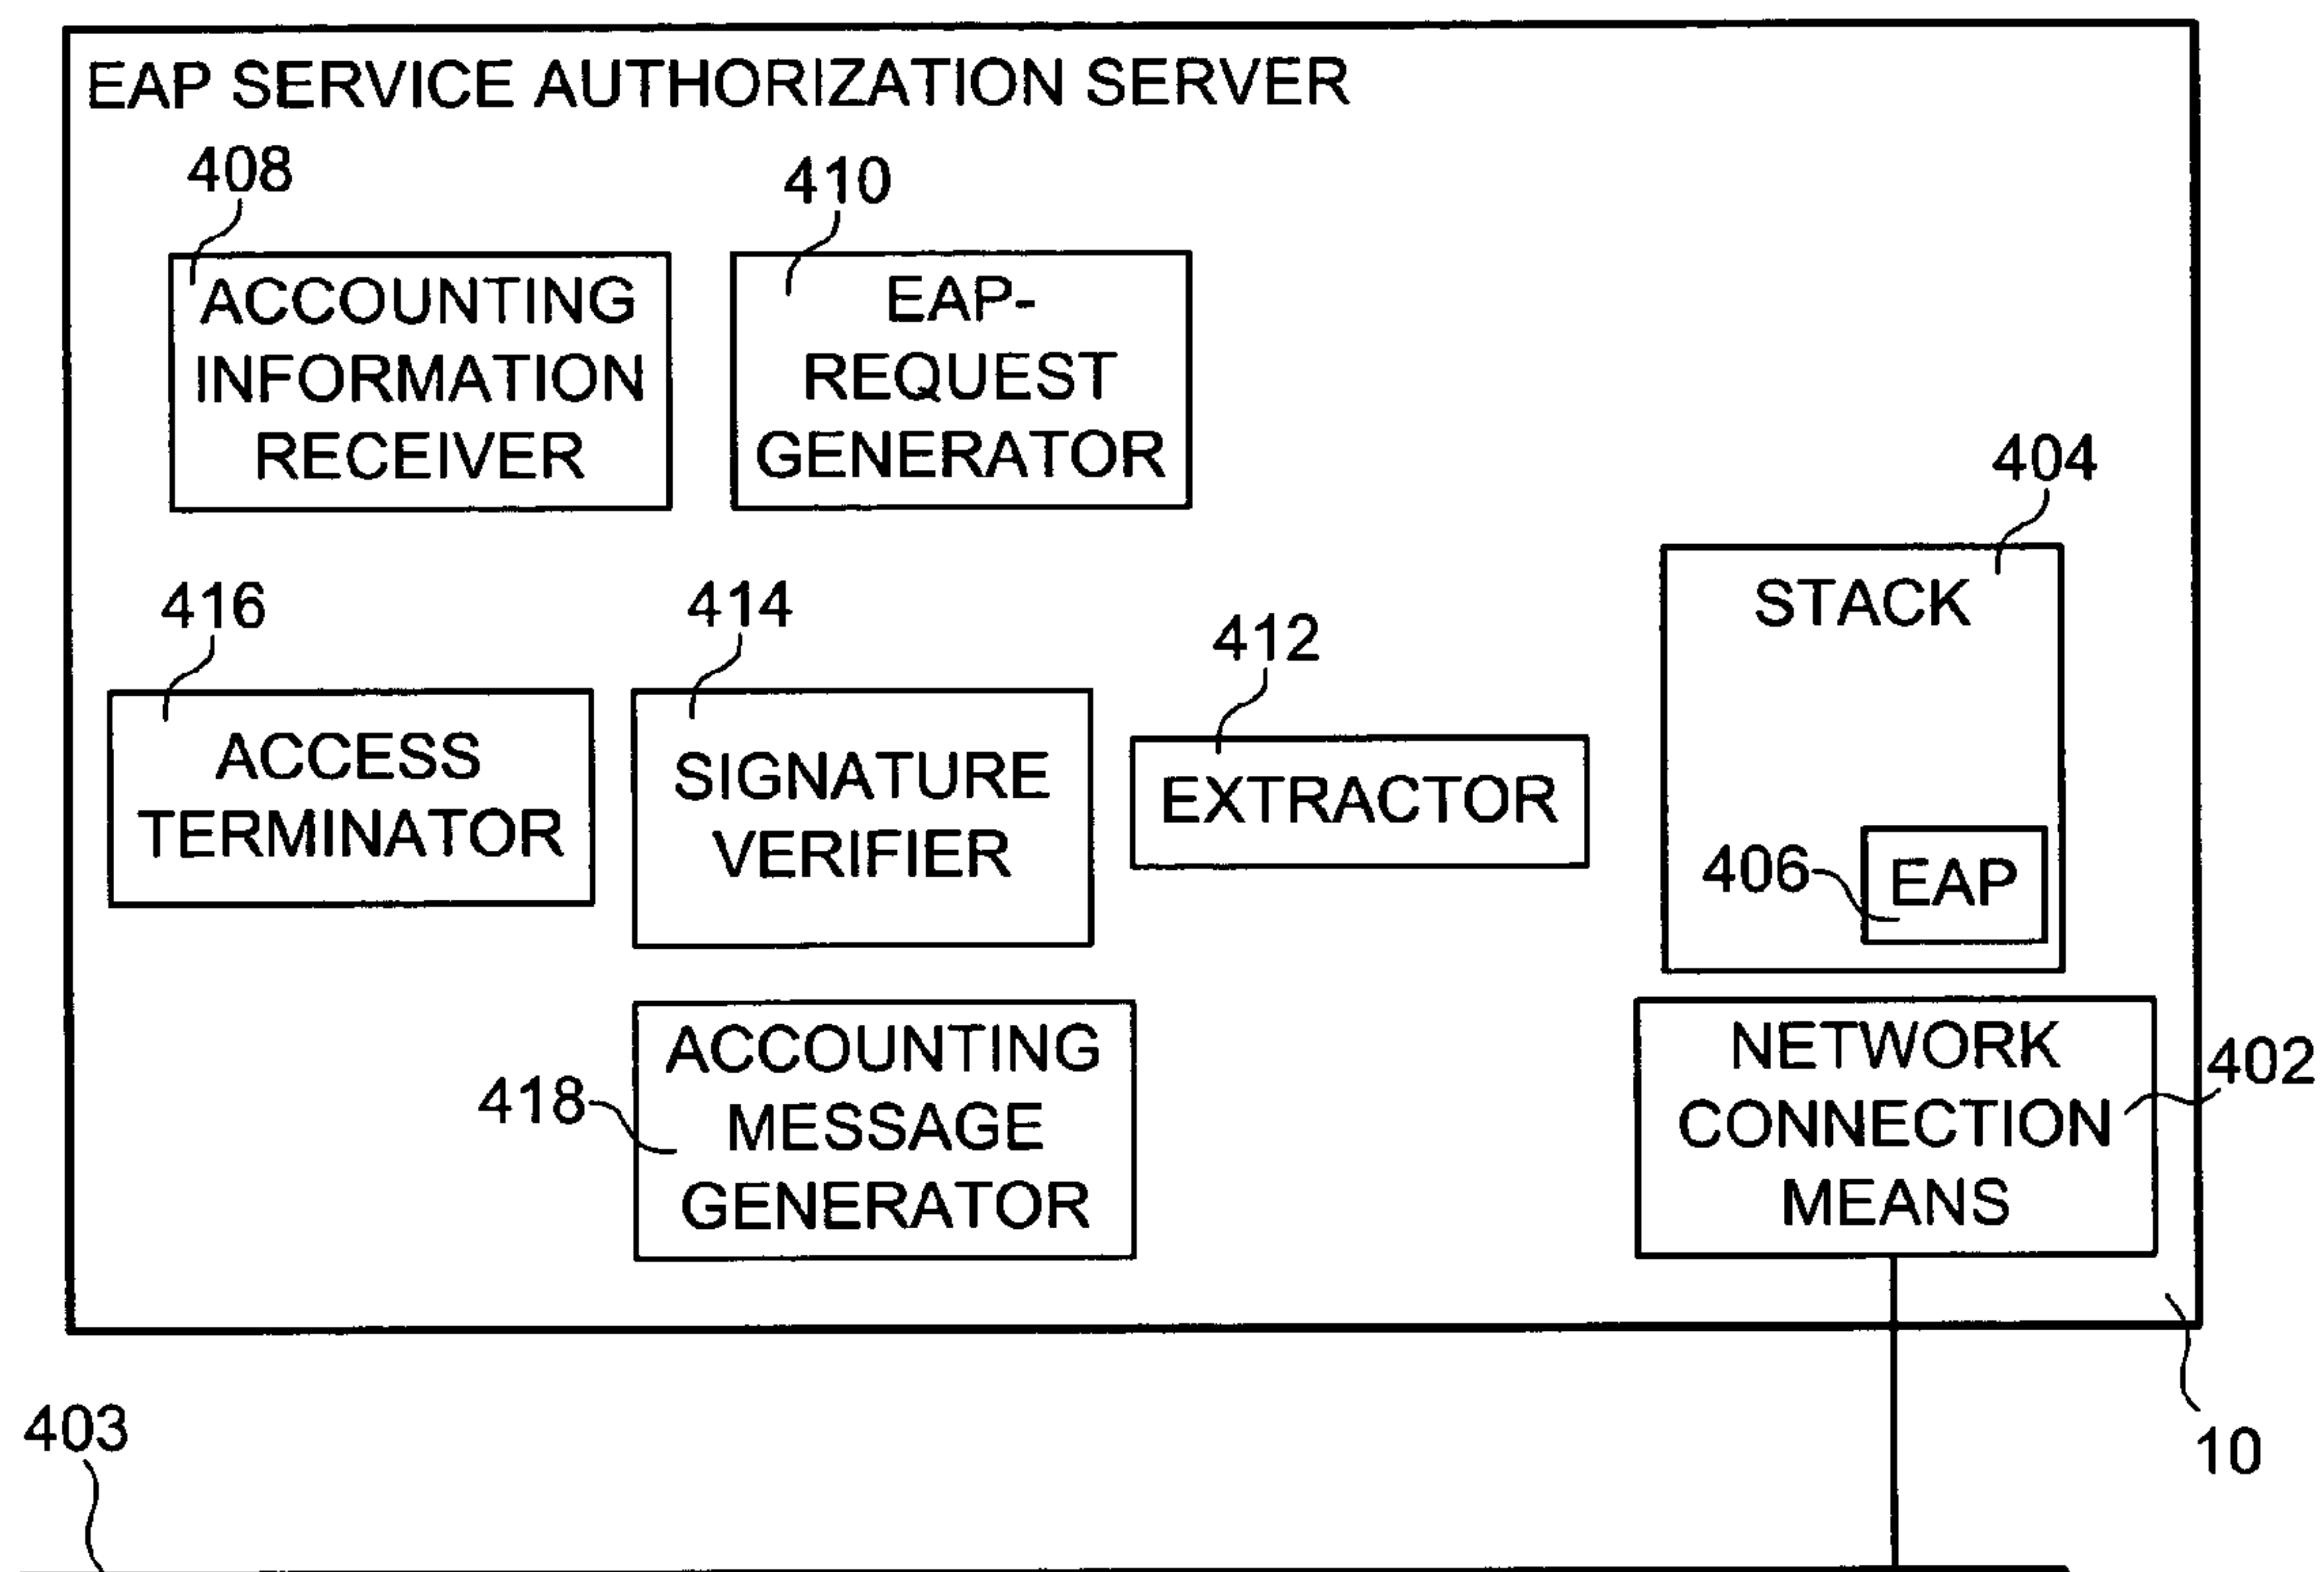 EAP SERVICE AUTHORIZATION SERVER
408
410
ACCOUNTING
INFORMATION
RECEIVER
EAP-
REQUEST
GENERATOR
404
STACK
416
414
412
ACCESS
TERMINATOR
SIGNATURE
VERIFIER
EXTRACTOR
406
EAP
418
ACCOUNTING
MESSAGE
GENERATOR
NETWORK
CONNECTION
MEANS
402
403
10